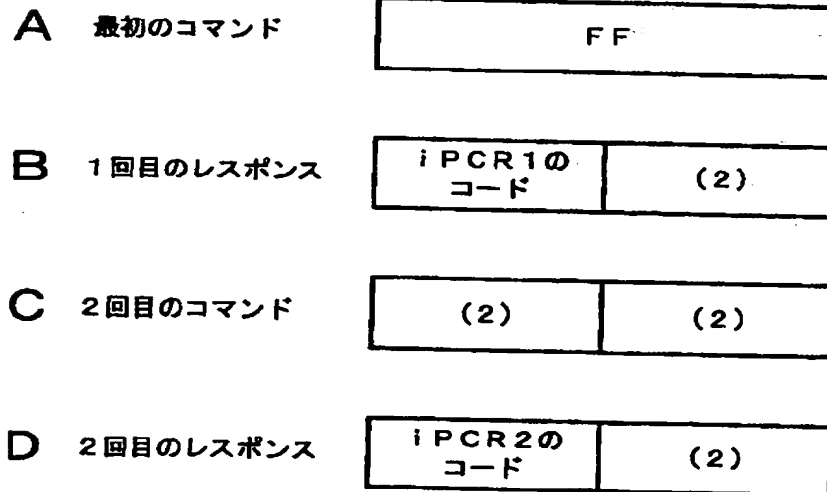 A 最初のコマンド FF
B 1回目のレスポンス iPCR1の
コード (2)
C 2回目のコマンド (2) (2)
D 2回目のレスポンス iPCR2の
コード (2)